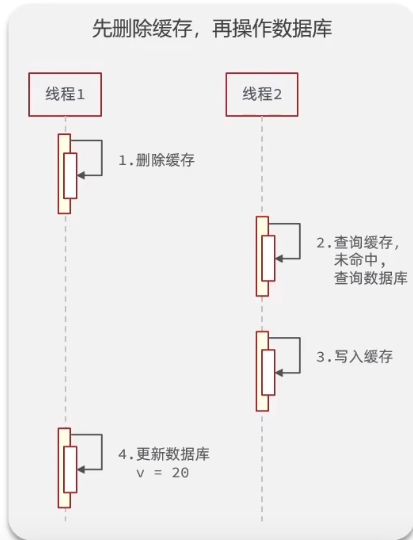 先删除缓存，再操作数据库
线程1
线程2
1.删除缓存
2.查询缓存，
未命中，
查询数据库
3.写入缓存
4.更新数据库
v = 20